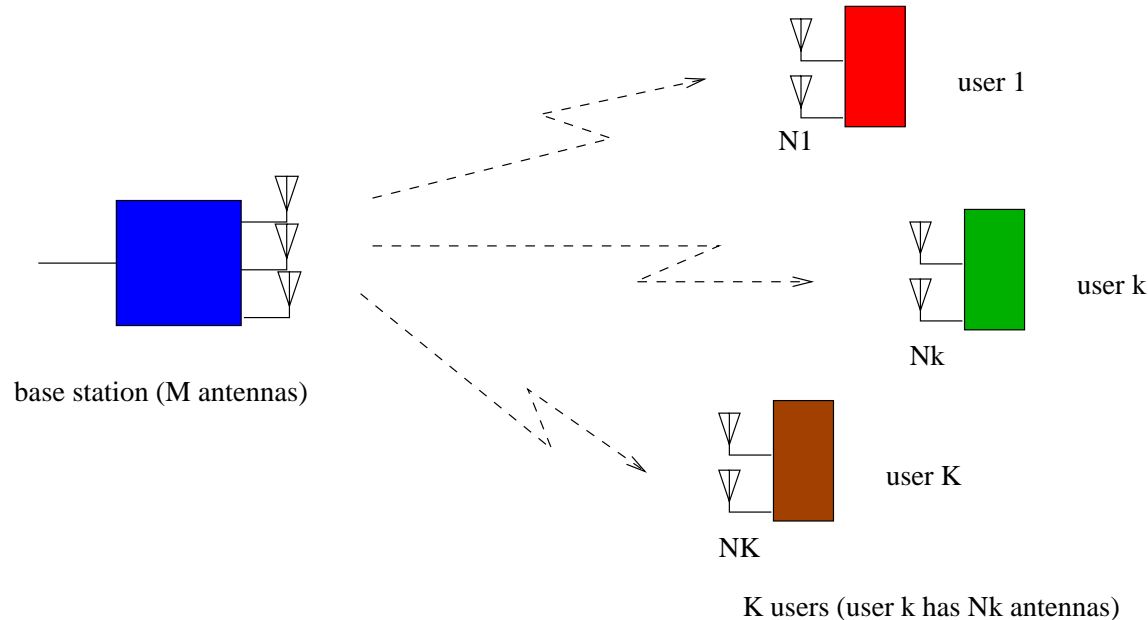 user 1
N1
user k
Nk
base station (M antennas)
user K
NK
K users (user k has Nk antennas)